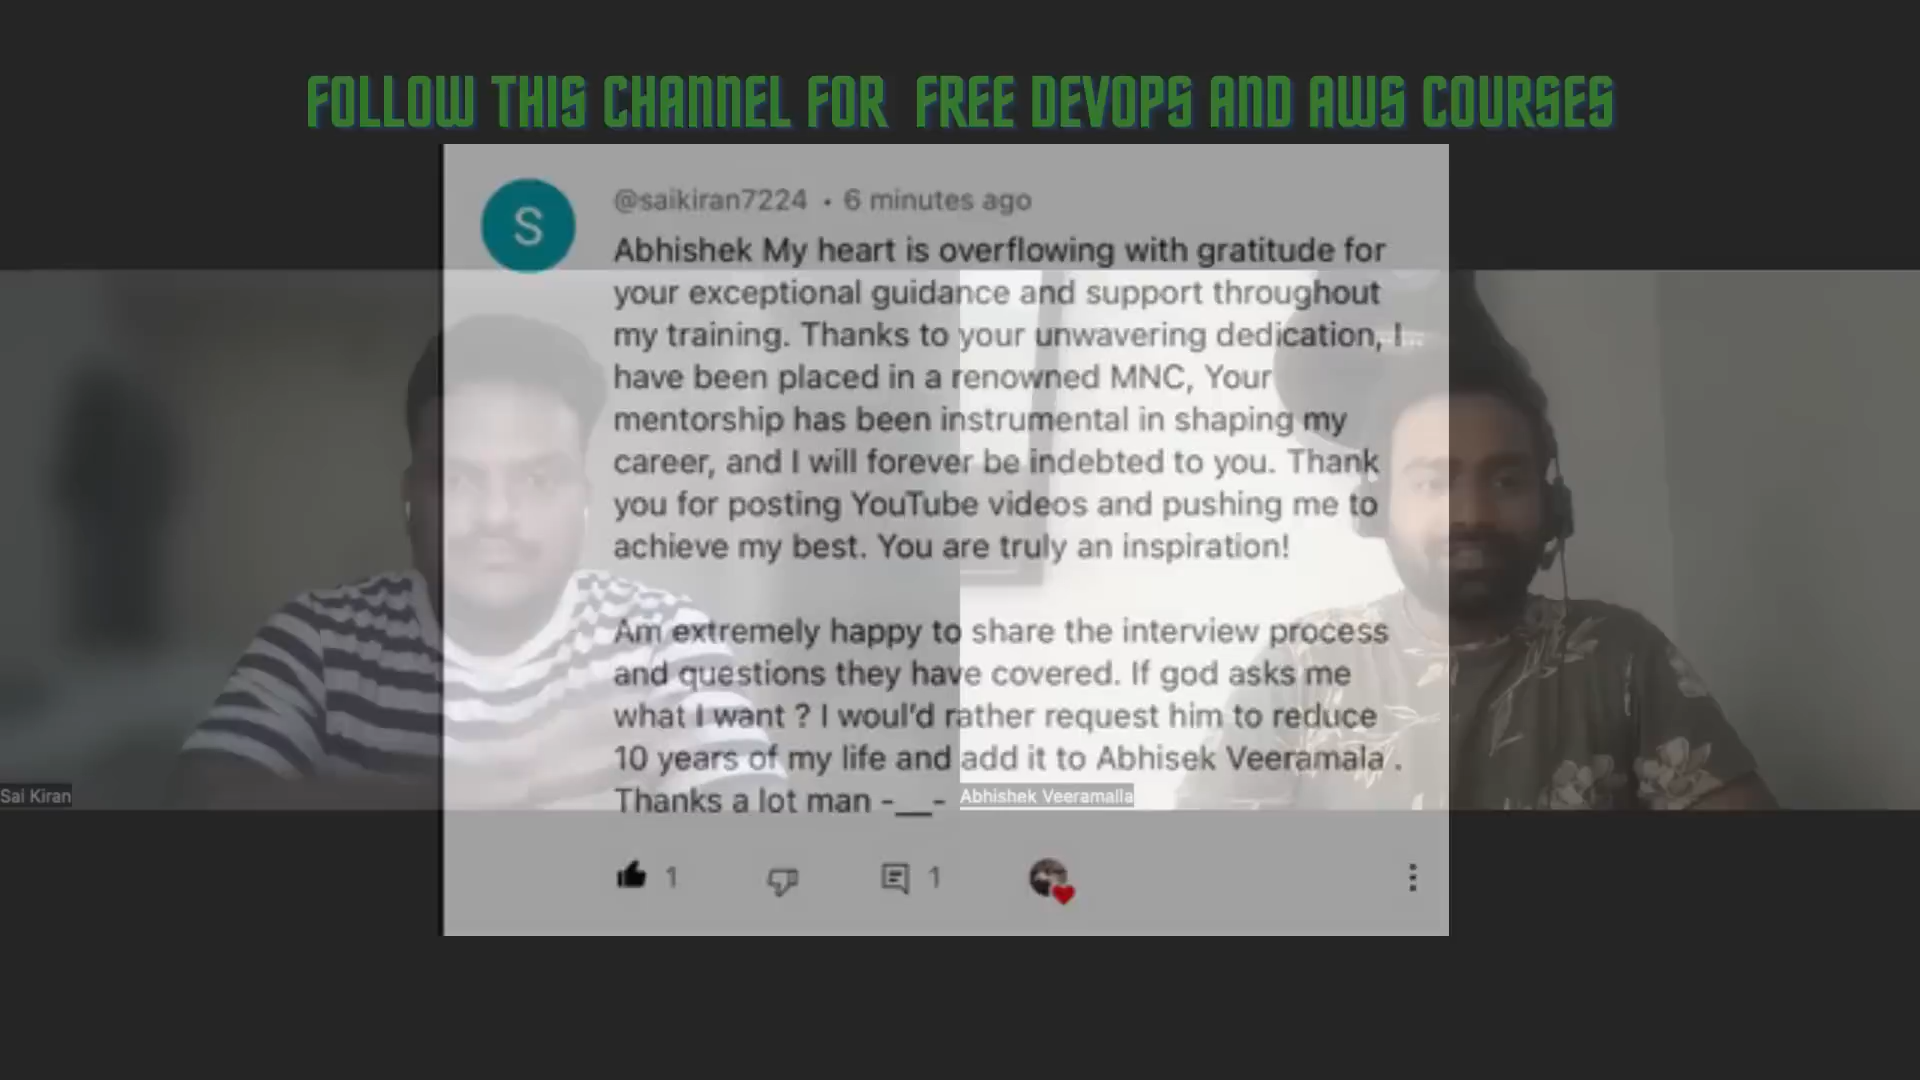 FOLLOW THIS CHANNEL FOR FREE DEVOPS AND AWS COURSES
S
@saikiran7224 • 6 minutes ago
Abhishek My heart is overflowing with gratitude for
your exceptional guidance and support throughout
my training. Thanks to your unwavering dedication, I
have been placed in a renowned MNC, Your
mentorship has been instrumental in shaping my
career, and I will forever be indebted to you. Thank
you for posting YouTube videos and pushing me to
achieve my best. You are truly an inspiration!
Am extremely happy to share the interview process
and questions they have covered. If god asks me
what I want ? I woul'd rather request him to reduce
10 years of my life and add it to Abhisek Veeramala .
Thanks a lot man -__-
Sai Kiran
Abhishek Veeramalla
1
1